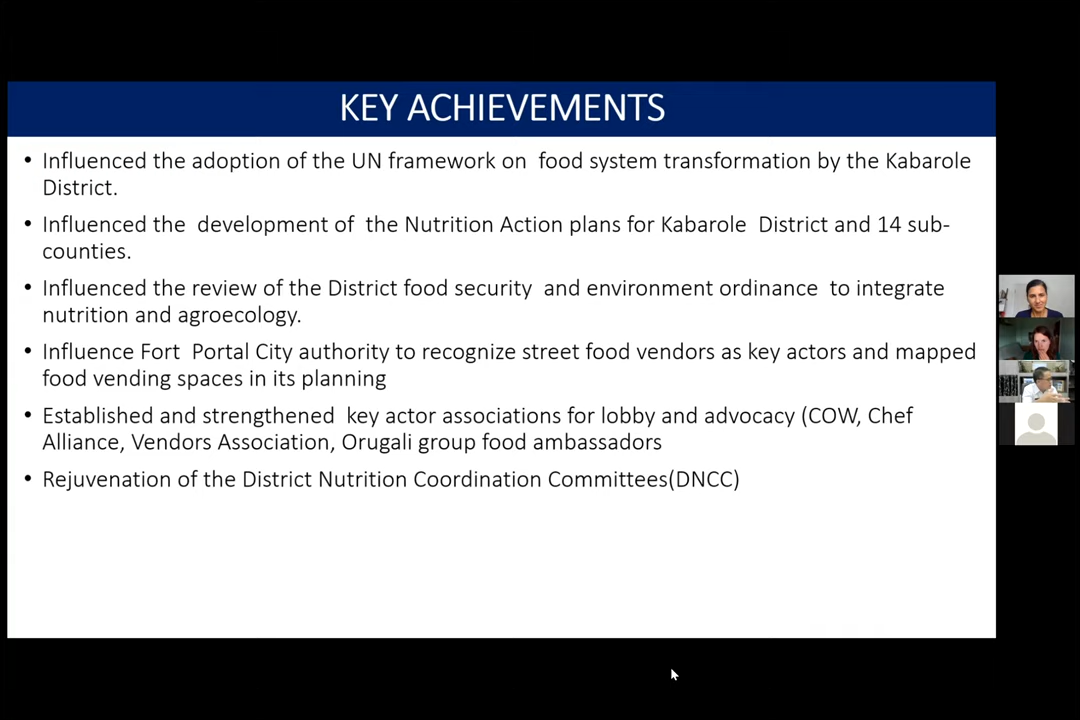 KEY ACHIEVEMENTS
• Influenced the adoption of the UN framework on food system transformation by the Kabarole
District.
• Influenced the development of the Nutrition Action plans for Kabarole District and 14 sub-
counties.
• Influenced the review of the District food security and environment ordinance to integrate
nutrition and agroecology.
• Influence Fort Portal City authority to recognize street food vendors as key actors and mapped
food vending spaces in its planning
• Established and strengthened key actor associations for lobby and advocacy (COW, Chef
Alliance, Vendors Association, Orugali group food ambassadors
• Rejuvenation of the District Nutrition Coordination Committees(DNCC)